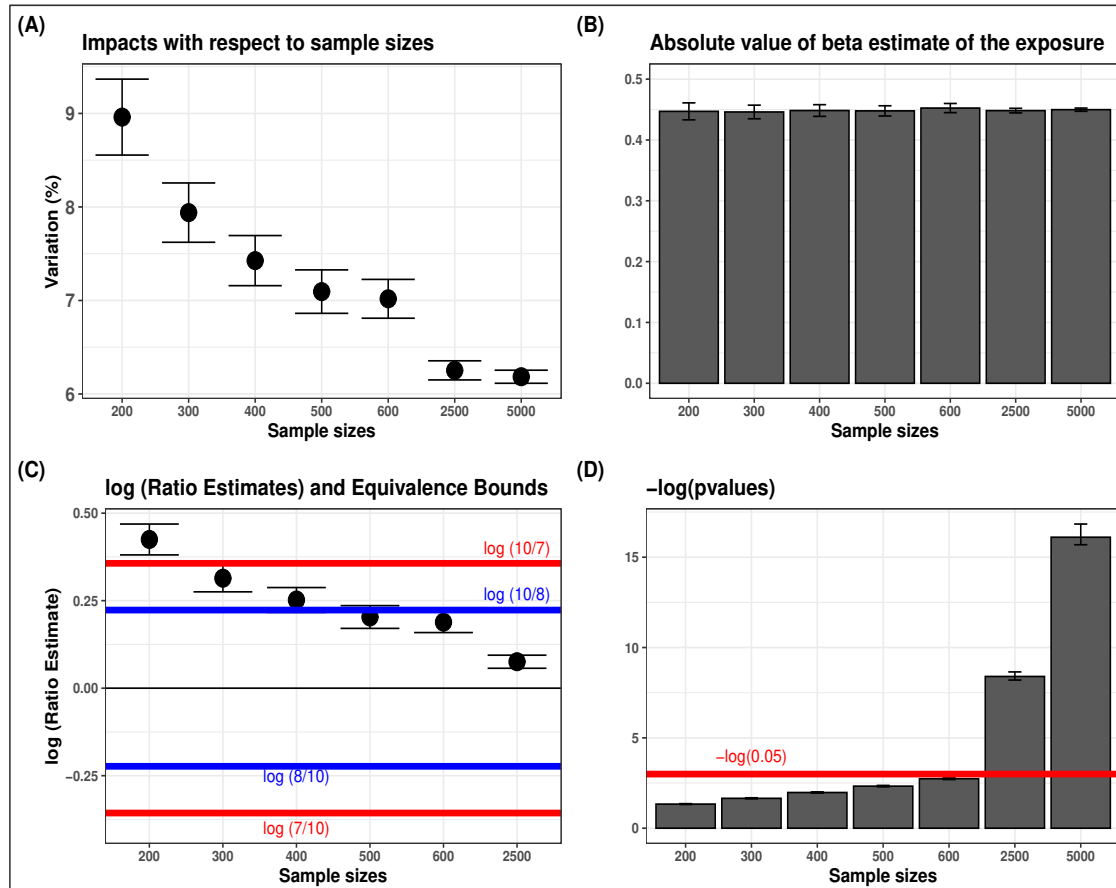 (A)
Impacts with respect to sample sizes
Variation (%)
9
8
7
6
200 300 400 500 600 2500 5000
Sample sizes
(B)
Absolute value of beta estimate of the exposure
0.5
0.4
0.3
0.2
0.1
0.0
200 300 400 500 600 2500 5000
Sample sizes
(C)
log (Ratio Estimates) and Equivalence Bounds
log (Ratio Estimate)
0.50
0.25
0.00
−0.25
log (10/7)
log (10/8)
log (8/10)
log (7/10)
200 300 400 500 600 2500
Sample sizes
(D)
−log(pvalues)
15
10
5
0
−log(0.05)
200 300 400 500 600 2500 5000
Sample sizes